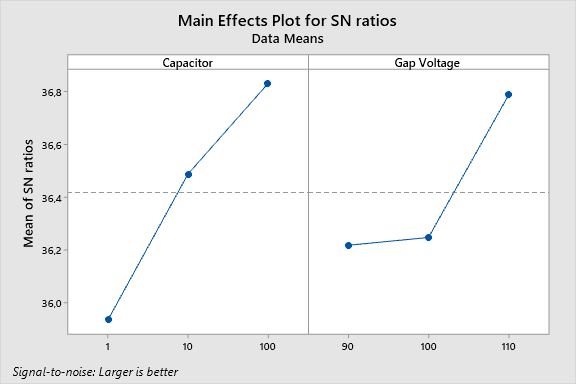 Main Effects Plot for SN ratios
Data Means
Capacitor Gap Voltage
Mean of SN ratios
36,8
36,6
36,4
36,2
36,0
1 10 100 90 100 110
Signal-to-noise: Larger is better